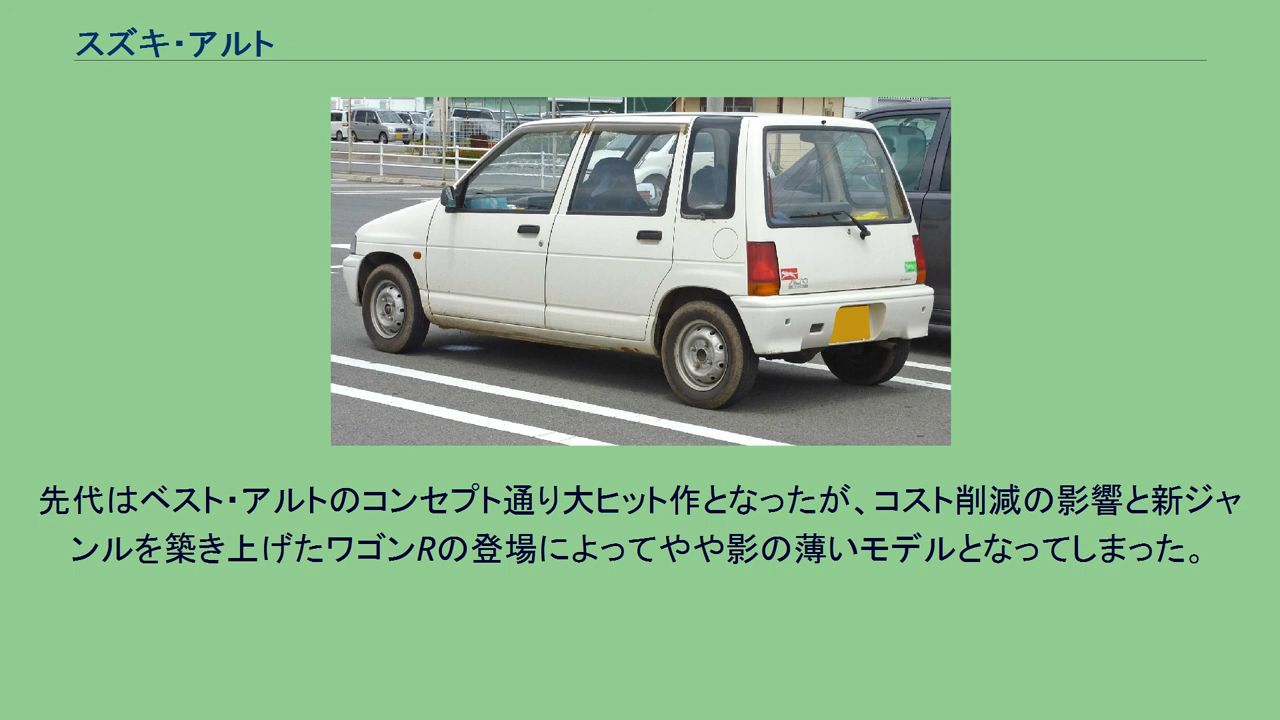 スズキ・アルト
先代はベスト・アルトのコンセプト通り大ヒット作となったが、コスト削減の影響と新ジャ
ンルを築き上げたワゴンRの登場によってやや影の薄いモデルとなってしまった。